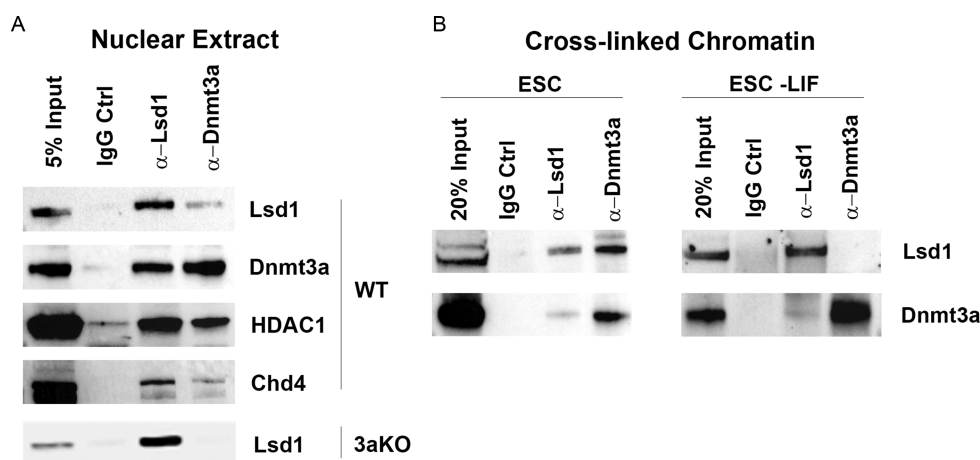 A
Nuclear Extract
5% Input
IgG Ctrl
α–Lsd1
α–Dnmt3a
Lsd1
Dnmt3a
HDAC1
Chd4
WT
Lsd1
3aKO
B
Cross-linked Chromatin
ESC
ESC -LIF
20% Input
IgG Ctrl
α–Lsd1
α–Dnmt3a
20% Input
IgG Ctrl
α–Lsd1
α–Dnmt3a
Lsd1
Dnmt3a